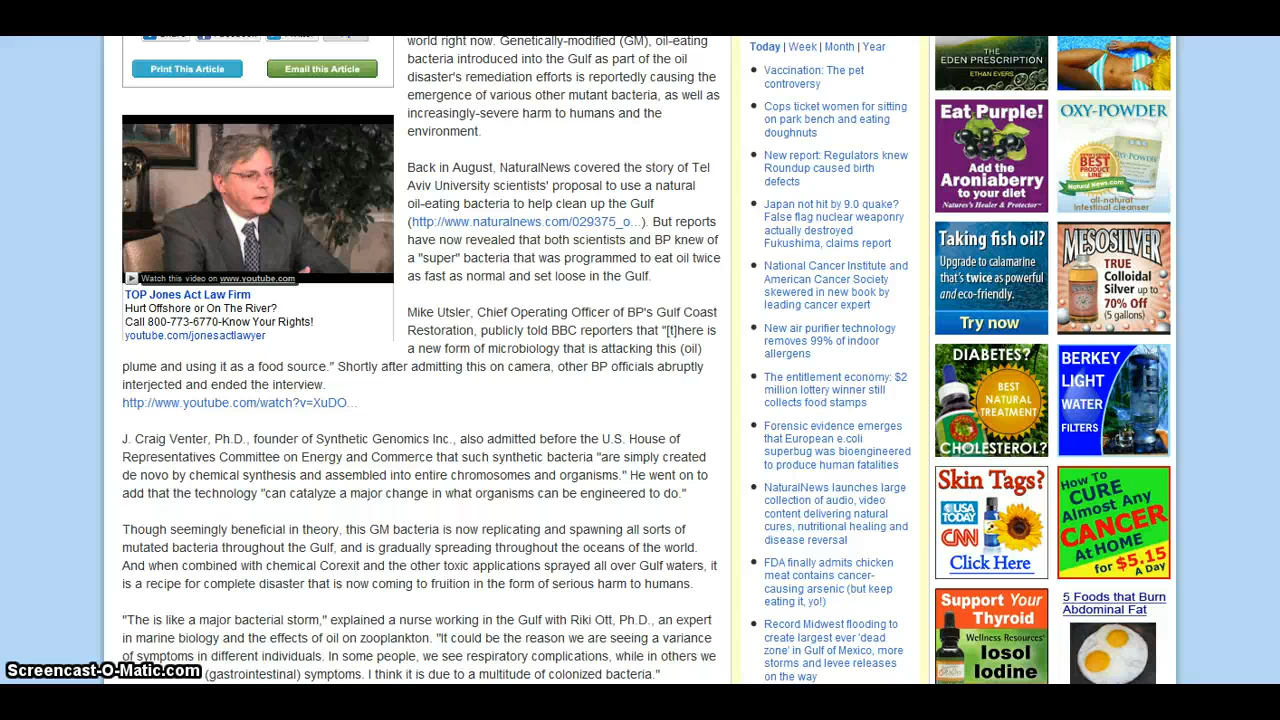 Print This Article
Email this Article
Watch this video on www.youtube.com
TOP Jones Act Law Firm
Hurt Offshore or On The River?
Call 800-773-6770-Know Your Rights!
youtube.com/jonesactlawyer
world right now. Genetically-modified (GM), oil-eating
bacteria introduced into the Gulf as part of the oil
disaster's remediation efforts is reportedly causing the
emergence of various other mutant bacteria, as well as
increasingly-severe harm to humans and the
environment.
Back in August, NaturalNews covered the story of Tel
Aviv University scientists' proposal to use a natural
oil-eating bacteria to help clean up the Gulf
(http://www.naturalnews.com/029375_o...). But reports
have now revealed that both scientists and BP knew of
a "super" bacteria that was programmed to eat oil twice
as fast as normal and set loose in the Gulf.
Mike Utsler, Chief Operating Officer of BP's Gulf Coast
Restoration, publicly told BBC reporters that "[t]here is
a new form of microbiology that is attacking this (oil)
plume and using it as a food source." Shortly after admitting this on camera, other BP officials abruptly
interjected and ended the interview.
http://www.youtube.com/watch?v=XuDO...
J. Craig Venter, Ph.D., founder of Synthetic Genomics Inc., also admitted before the U.S. House of
Representatives Committee on Energy and Commerce that such synthetic bacteria "are simply created
de novo by chemical synthesis and assembled into entire chromosomes and organisms." He went on to
add that the technology "can catalyze a major change in what organisms can be engineered to do."
Though seemingly beneficial in theory, this GM bacteria is now replicating and spawning all sorts of
mutated bacteria throughout the Gulf, and is gradually spreading throughout the oceans of the world.
And when combined with chemical Corexit and the other toxic applications sprayed all over Gulf waters, it
is a recipe for complete disaster that is now coming to fruition in the form of serious harm to humans.
"The is like a major bacterial storm," explained a nurse working in the Gulf with Riki Ott, Ph.D., an expert
in marine biology and the effects of oil on zooplankton. "It could be the reason we are seeing a variance
of symptoms in different individuals. In some people, we see respiratory complications, while in others we
(gastrointestinal) symptoms. I think it is due to a multitude of colonized bacteria."
Today | Week | Month | Year
Vaccination: The pet
controversy
Cops ticket women for sitting
on park bench and eating
doughnuts
New report: Regulators knew
Roundup caused birth
defects
Japan not hit by 9.0 quake?
False flag nuclear weaponry
actually destroyed
Fukushima, claims report
National Cancer Institute and
American Cancer Society
skewered in new book by
leading cancer expert
New air purifier technology
removes 99% of indoor
allergens
The entitlement economy: $2
million lottery winner still
collects food stamps
Forensic evidence emerges
that European e.coli
superbug was bioengineered
to produce human fatalities
NaturalNews launches large
collection of audio, video
content delivering natural
cures, nutritional healing and
disease reversal
FDA finally admits chicken
meat contains cancer-
causing arsenic (but keep
eating it, yo!)
Record Midwest flooding to
create largest ever 'dead
zone' in Gulf of Mexico, more
storms and levee releases
on the way
THE
EDEN PRESCRIPTION
ETHAN EVERS
Eat Purple!
Add the
Aroniaberry
to your diet
Nature's Healer & Protector
OXY-POWDER
BEST
PRODUCT
LINE
Natural News.com
all-natural
intestinal cleanser
Taking fish oil?
Upgrade to calamarine
that's twice as powerful
and eco-friendly.
Try now
MESOSILVER
TRUE
Colloidal
Silver up to
70% Off
(5 gallons)
DIABETES?
BEST
NATURAL
TREATMENT
CHOLESTEROL?
BERKEY
LIGHT
WATER
FILTERS
Skin Tags?
USA
TODAY
CNN
Click Here
How To
CURE
Almost Any
CANCER
At HOME
for $5.15
A Day
Support Your
Thyroid
Wellness Resources'
Iosol
Iodine
5 Foods that Burn
Abdominal Fat
Screencast-O-Matic.com